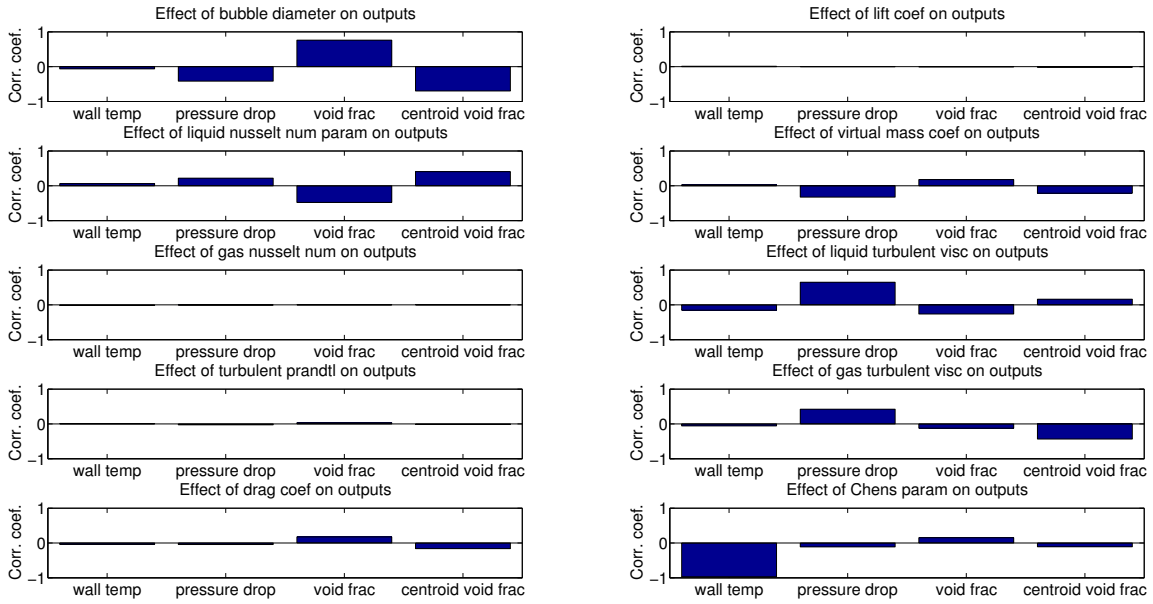 Effect of bubble diameter on outputs
1
0
−1
Corr. coef.
wall temp pressure drop void frac centroid void frac
Effect of liquid nusselt num param on outputs
1
0
−1
Corr. coef.
wall temp pressure drop void frac centroid void frac
Effect of gas nusselt num on outputs
1
0
−1
Corr. coef.
wall temp pressure drop void frac centroid void frac
Effect of turbulent prandtl on outputs
1
0
−1
Corr. coef.
wall temp pressure drop void frac centroid void frac
Effect of drag coef on outputs
1
0
−1
Corr. coef.
wall temp pressure drop void frac centroid void frac
Effect of lift coef on outputs
1
0
−1
Corr. coef.
wall temp pressure drop void frac centroid void frac
Effect of virtual mass coef on outputs
1
0
−1
Corr. coef.
wall temp pressure drop void frac centroid void frac
Effect of liquid turbulent visc on outputs
1
0
−1
Corr. coef.
wall temp pressure drop void frac centroid void frac
Effect of gas turbulent visc on outputs
1
0
−1
Corr. coef.
wall temp pressure drop void frac centroid void frac
Effect of Chens param on outputs
1
0
−1
Corr. coef.
wall temp pressure drop void frac centroid void frac